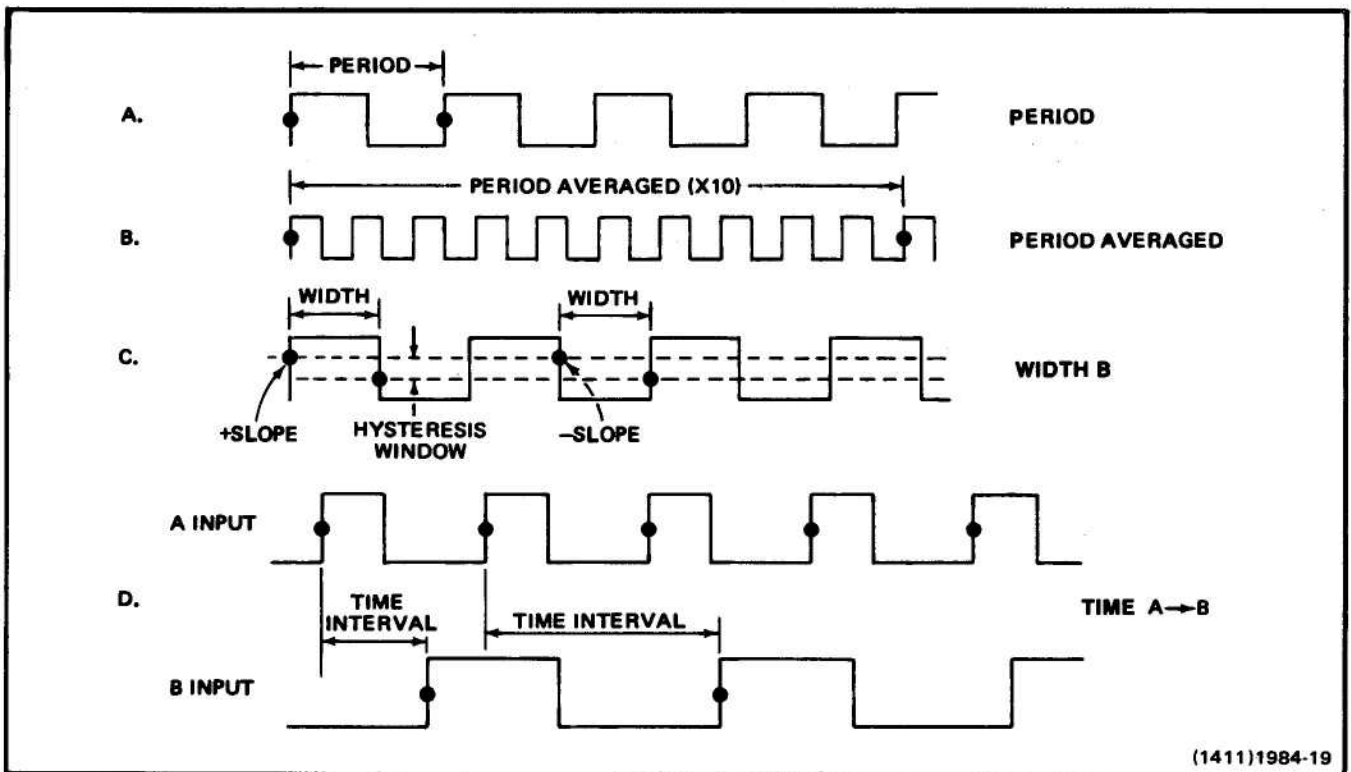 PERIOD
A.
PERIOD
PERIOD AVERAGED (X10)
B.
PERIOD AVERAGED
WIDTH
WIDTH
C.
WIDTH B
+SLOPE
HYSTERESIS
WINDOW
–SLOPE
A INPUT
D.
TIME
INTERVAL
TIME INTERVAL
TIME A→B
B INPUT
(1411)1984-19